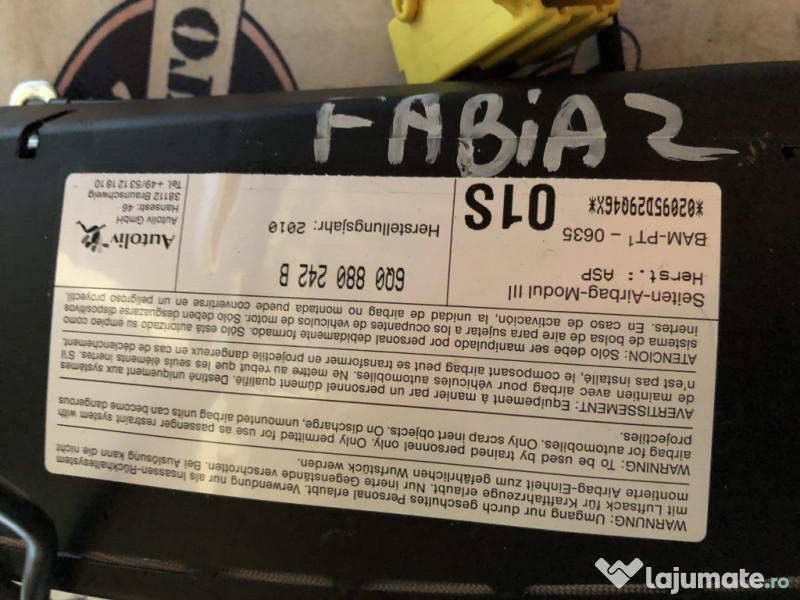 FABIA 2
Seiten-Airbag-Modul III
Herst.: ASP
BAM-PT¹ - 0635
*02095D29Q46X*
01S
6Q0 880 242 B
Herstellungsjahr: 2010
Autoliv
Autoliv GmbH
Hansestr. 46
38112 Braunschweig
Tel. +49/53 12 18 10
WARNUNG: Umgang nur durch geschultes Personal erlaubt. Verwendung nur als Insassen-Rückhaltesystem
mit Luftsack für Kraftfahrzeuge erlaubt. Nur inerte Gegenstände verschrotten. Bei Auslösung kann die nicht
montierte Airbag-Einheit zum gefährlichen Wurfstück werden.
WARNING: To be used by trained personnel only. Only permitted for use as passenger restraint system with
airbag for automobiles. Only scrap inert objects. On discharge, unmounted airbag units can become dangerous
projectiles.
AVERTISSEMENT: Equipement à manier par un personnel dûment qualifié. Destiné uniquement aux systèmes
de maintien avec airbag pour véhicules automobiles. Ne mettre au rebut que les seuls éléments inertes. S'il
n'est pas installé, le composant airbag peut se transformer en projectile dangereux en cas de déclenchement.
ATENCIÓN: Solo debe ser manipulado por personal debidamente formado. Sólo está autorizado su empleo como
sistema de bolsa de aire para sujetar a los ocupantes de vehículos de motor. Solo deben desguazarse dispositivos
inertes. En caso de activación, la unidad de airbag no montada puede convertirse en un peligroso proyectil.
TO
lajumate.ro